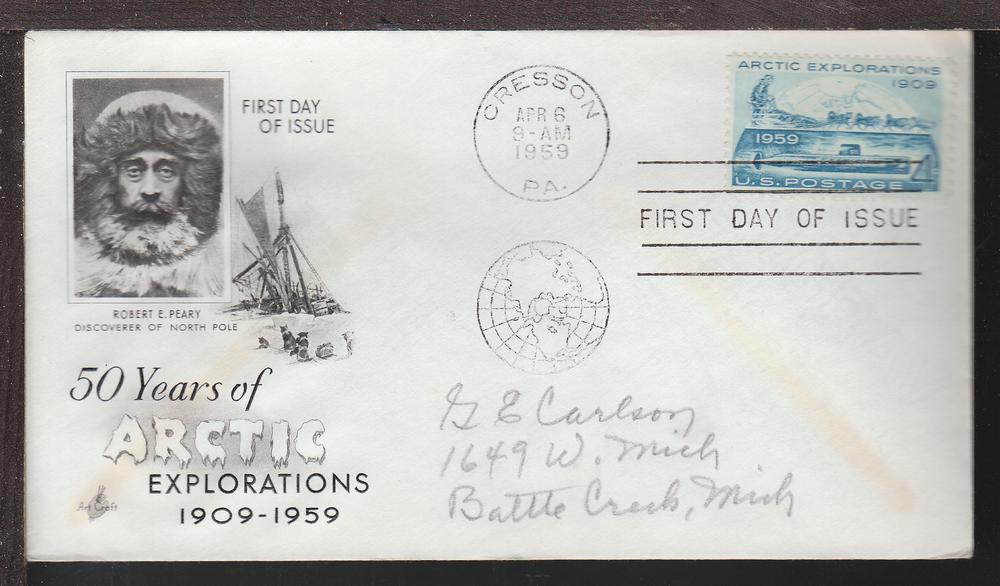 FIRST DAY
OF ISSUE
ROBERT E. PEARY
DISCOVERER OF NORTH POLE
50 Years of
ARCTIC
EXPLORATIONS
1909-1959
Art Craft
CRESSON
APR 6
9-AM
1959
PA.
ARCTIC EXPLORATIONS
1909
1959
4
U.S. POSTAGE
FIRST DAY OF ISSUE
G E Carlson
1649 W. Mich
Battle Creek, Mich